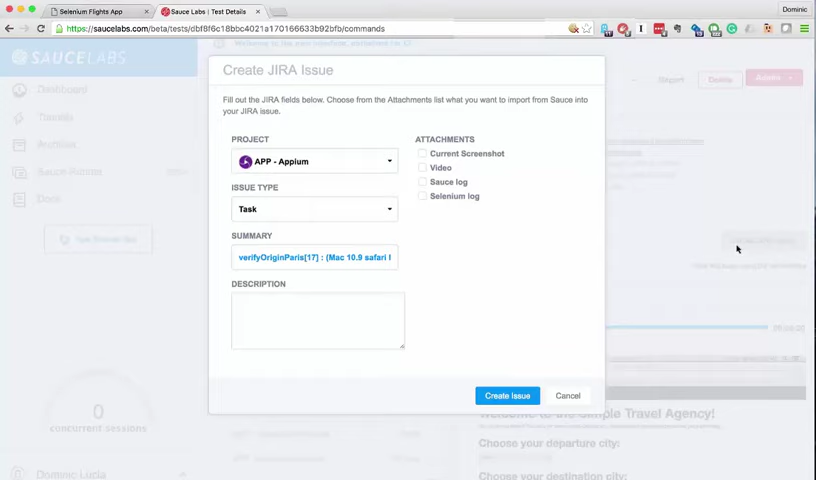 Selenium Flights App
Sauce Labs | Test Details
Dominic
https://saucelabs.com/beta/tests/dbf8f6c18bbc4021a170166633b92bfb/commands
SAUCELABS
Dashboard
Tunnels
Archives
Docs
0
concurrent sessions
Dominic Lucia
Support
Delete
Create JIRA Issue
Fill out the JIRA fields below. Choose from the Attachments list what you want to import from Sauce into
your JIRA issue.
PROJECT
APP - Appium
ISSUE TYPE
Task
SUMMARY
verifyOriginParis[17] : (Mac 10.9 safari
DESCRIPTION
ATTACHMENTS
Current Screenshot
Video
Sauce log
Selenium log
Create Issue
Cancel
Welcome to the Simple Travel Agency!
Choose your departure city:
Choose your destination city: